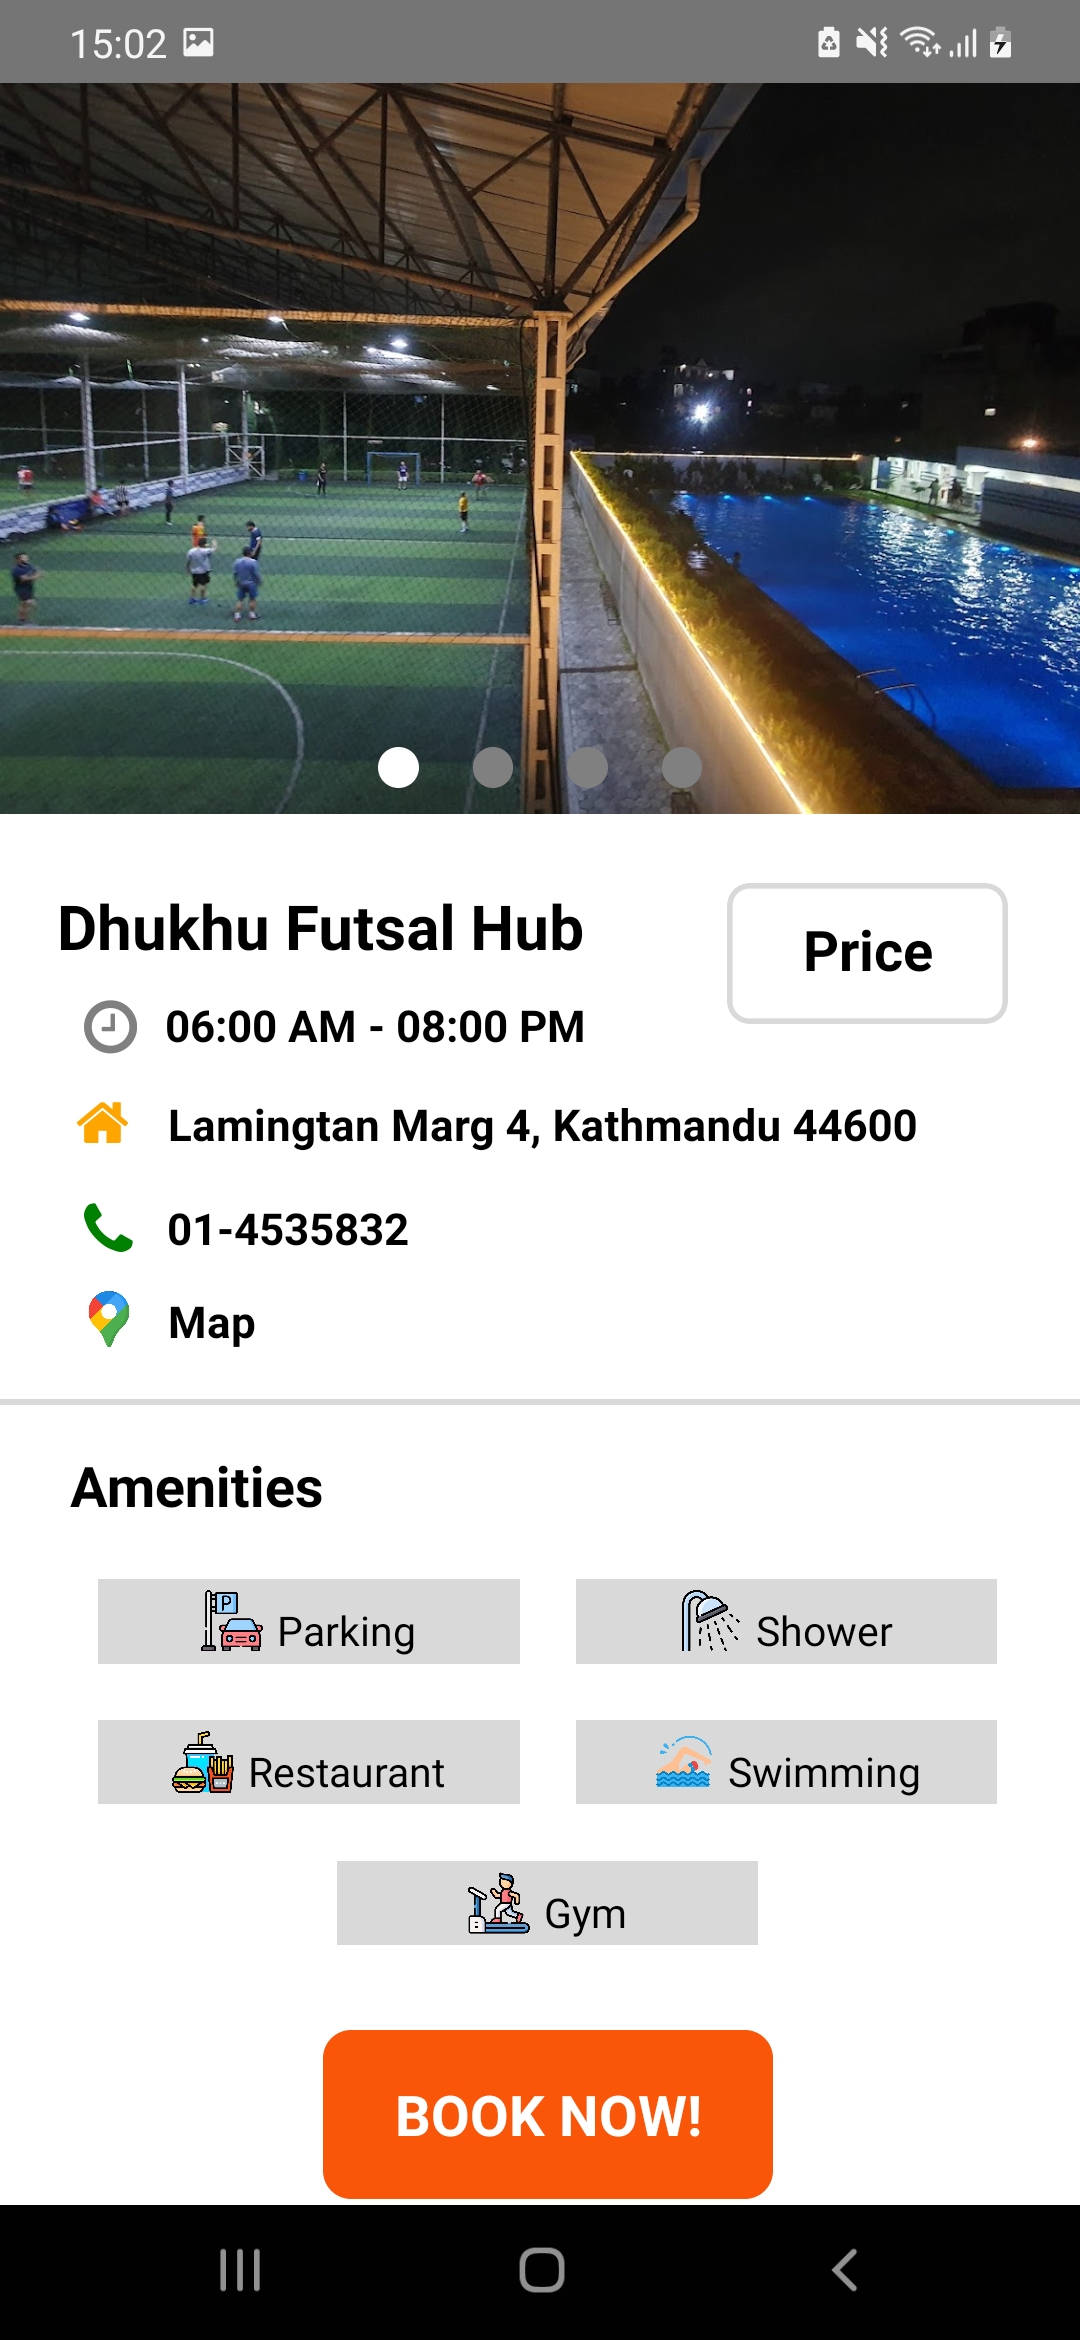 15:02
Dhukhu Futsal Hub
Price
06:00 AM - 08:00 PM
Lamingtan Marg 4, Kathmandu 44600
01-4535832
Map
Amenities
P Parking
Shower
Restaurant
Swimming
Gym
BOOK NOW!